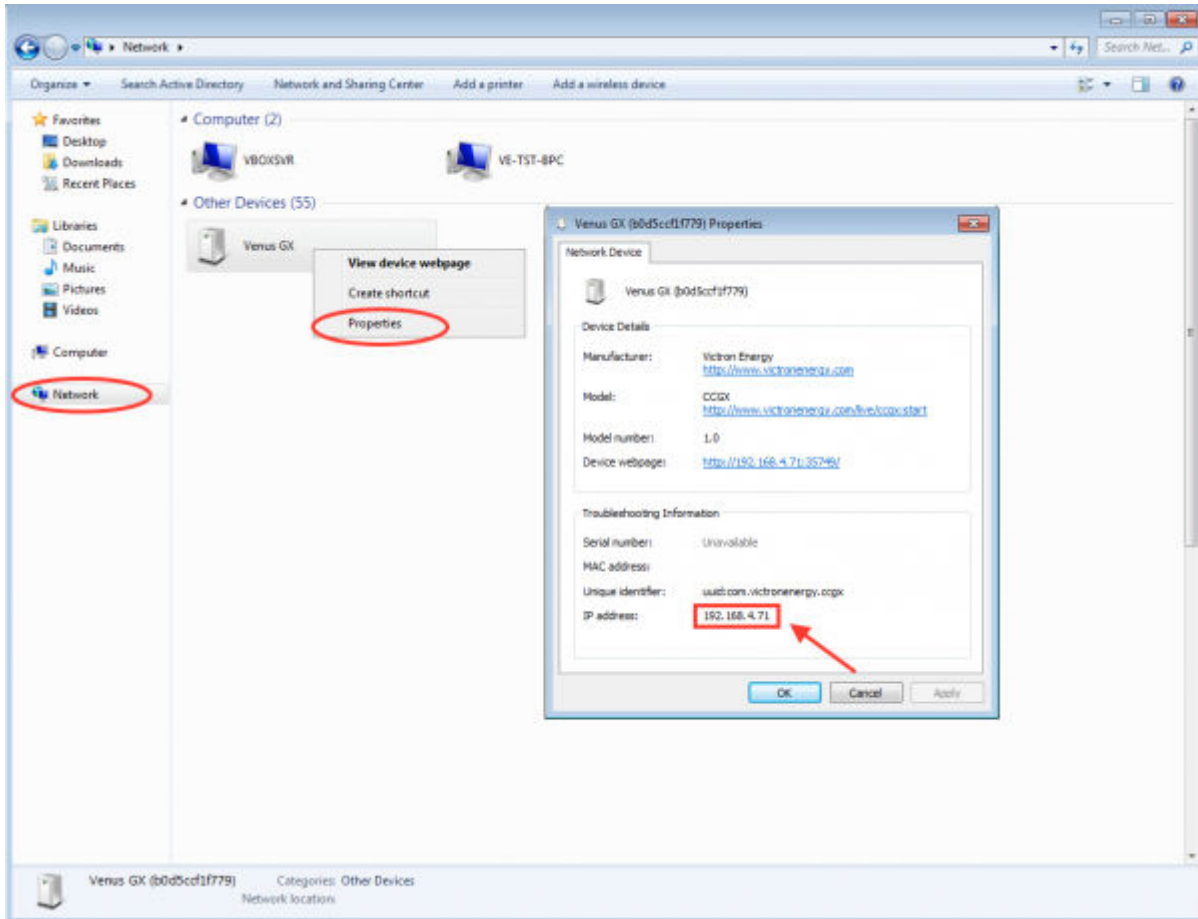 Network
Search Net...
Organize
Search Active Directory
Network and Sharing Center
Add a printer
Add a wireless device
Favorites
Desktop
Downloads
Recent Places
Libraries
Documents
Music
Pictures
Videos
Computer
Network
Computer (2)
VBOXSVR
VE-TST-8PC
Other Devices (55)
Venus GX
View device webpage
Create shortcut
Properties
Venus GX (b0d5ccf1f779) Properties
Network Device
Venus GX (b0d5ccf1f779)
Device Details
Manufacturer: Victron Energy
http://www.victronenergy.com
Model: CCGX
http://www.victronenergy.com/live/ccgx:start
Model number: 1.0
Device webpage: http://192.168.4.71:35749/
Troubleshooting Information
Serial number: Unavailable
MAC address:
Unique identifier: uuid:com.victronenergy.ccgx
IP address: 192.168.4.71
OK Cancel Apply
Venus GX (b0d5ccf1f779) Categories: Other Devices
Network location: